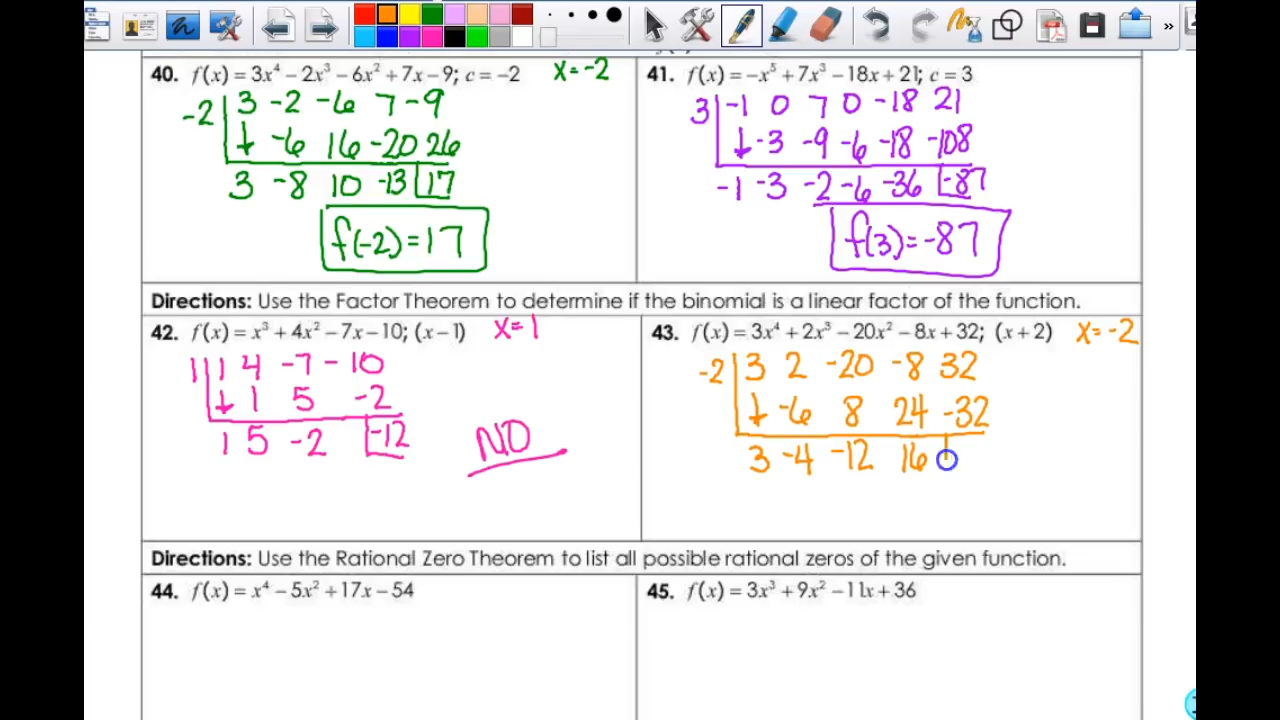 40. f(x) = 3x⁴ − 2x³ − 6x² + 7x − 9; c = −2 x = -2
-2 3 -2 -6 7 -9
-6 16 -20 26
3 -8 10 -13 17
f(-2) = 17
41. f(x) = −x⁵ + 7x³ − 18x + 21; c = 3
3 -1 0 7 0 -18 21
-3 -9 -6 -18 -108
-1 -3 -2 -6 -36 -87
f(3) = -87
Directions: Use the Factor Theorem to determine if the binomial is a linear factor of the function.
42. f(x) = x³ + 4x² − 7x − 10; (x − 1) x = 1
1 1 4 -7 -10
1 5 -2
1 5 -2 -12
NO
43. f(x) = 3x⁴ + 2x³ − 20x² − 8x + 32; (x + 2) x = -2
-2 3 2 -20 -8 32
-6 8 24 -32
3 -4 -12 16
Directions: Use the Rational Zero Theorem to list all possible rational zeros of the given function.
44. f(x) = x⁴ − 5x² + 17x − 54
45. f(x) = 3x³ + 9x² − 11x + 36